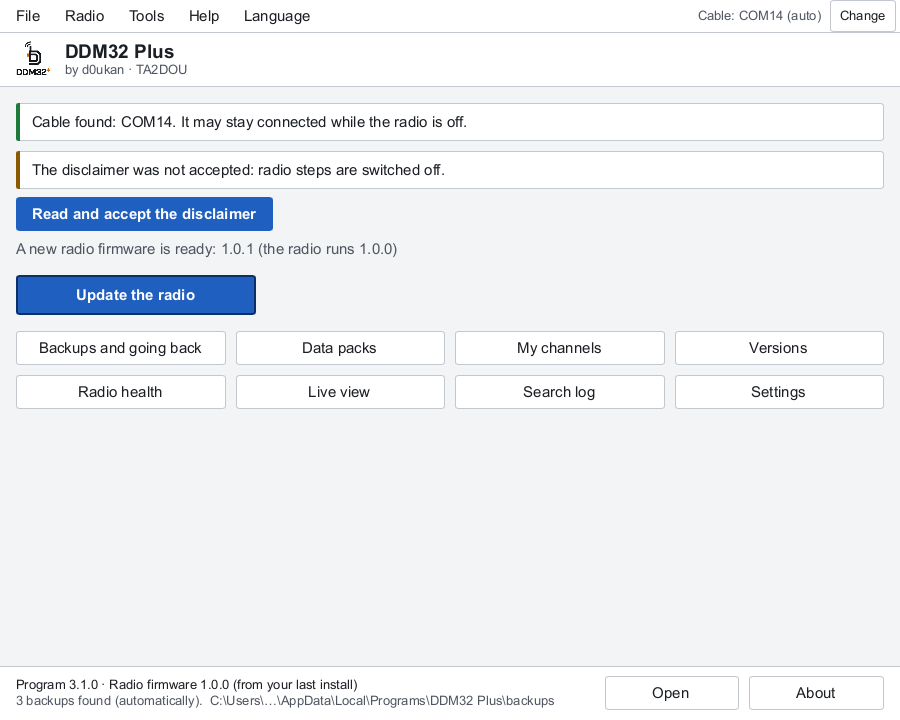 File Radio Tools Help Language Cable: COM14 (auto) Change
DDM32+
DDM32 Plus
by d0ukan · TA2DOU
Cable found: COM14. It may stay connected while the radio is off.
The disclaimer was not accepted: radio steps are switched off.
Read and accept the disclaimer
A new radio firmware is ready: 1.0.1 (the radio runs 1.0.0)
Update the radio
Backups and going back Data packs My channels Versions
Radio health Live view Search log Settings
Program 3.1.0 · Radio firmware 1.0.0 (from your last install)
3 backups found (automatically). C:\Users\…\AppData\Local\Programs\DDM32 Plus\backups
Open About